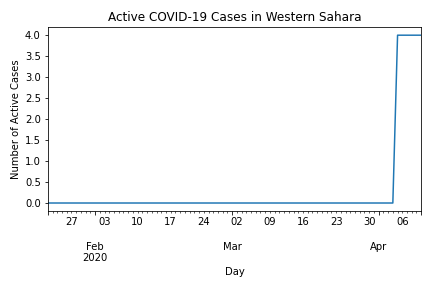 Active COVID-19 Cases in Western Sahara
Number of Active Cases
4.0
3.5
3.0
2.5
2.0
1.5
1.0
0.5
0.0
27 03 10 17 24 02 09 16 23 30 06
Feb Mar Apr
2020
Day